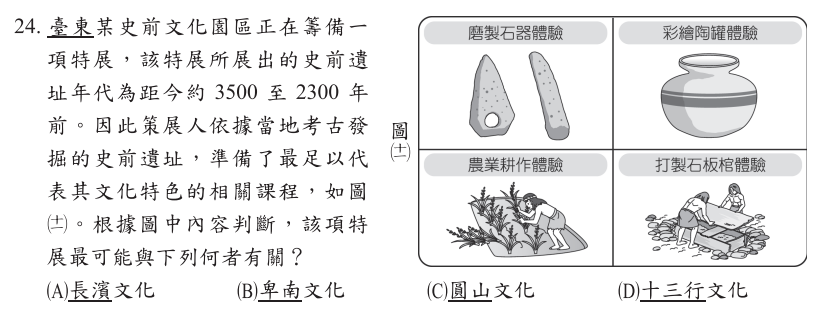 24. 臺東某史前文化園區正在籌備一
項特展，該特展所展出的史前遺
址年代為距今約 3500 至 2300 年
前。因此策展人依據當地考古發
掘的史前遺址，準備了最足以代
表其文化特色的相關課程，如圖
㈩。根據圖中內容判斷，該項特
展最可能與下列何者有關？
圖(十二)
磨製石器體驗 彩繪陶罐體驗
農業耕作體驗 打製石板棺體驗
(A)長濱文化 (B)卑南文化 (C)圓山文化 (D)十三行文化